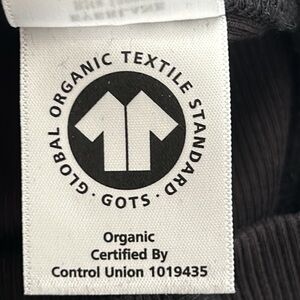 GLOBAL ORGANIC TEXTILE STANDARD · GOTS ·
Organic
Certified By
Control Union 1019435